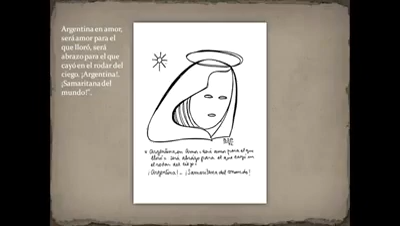 Argentina en amor,
será amor para el
que lloró, será
abrazo para el que
cayó en el rodar del
ciego. ¡Argentina!.
¡Samaritana del
mundo!”.
"Argentina en Amor - será amor para el que
lloró - será abrazo para el que cayó en
el rodar del ciego -
¡Argentina! - ¡Samaritana del mundo!